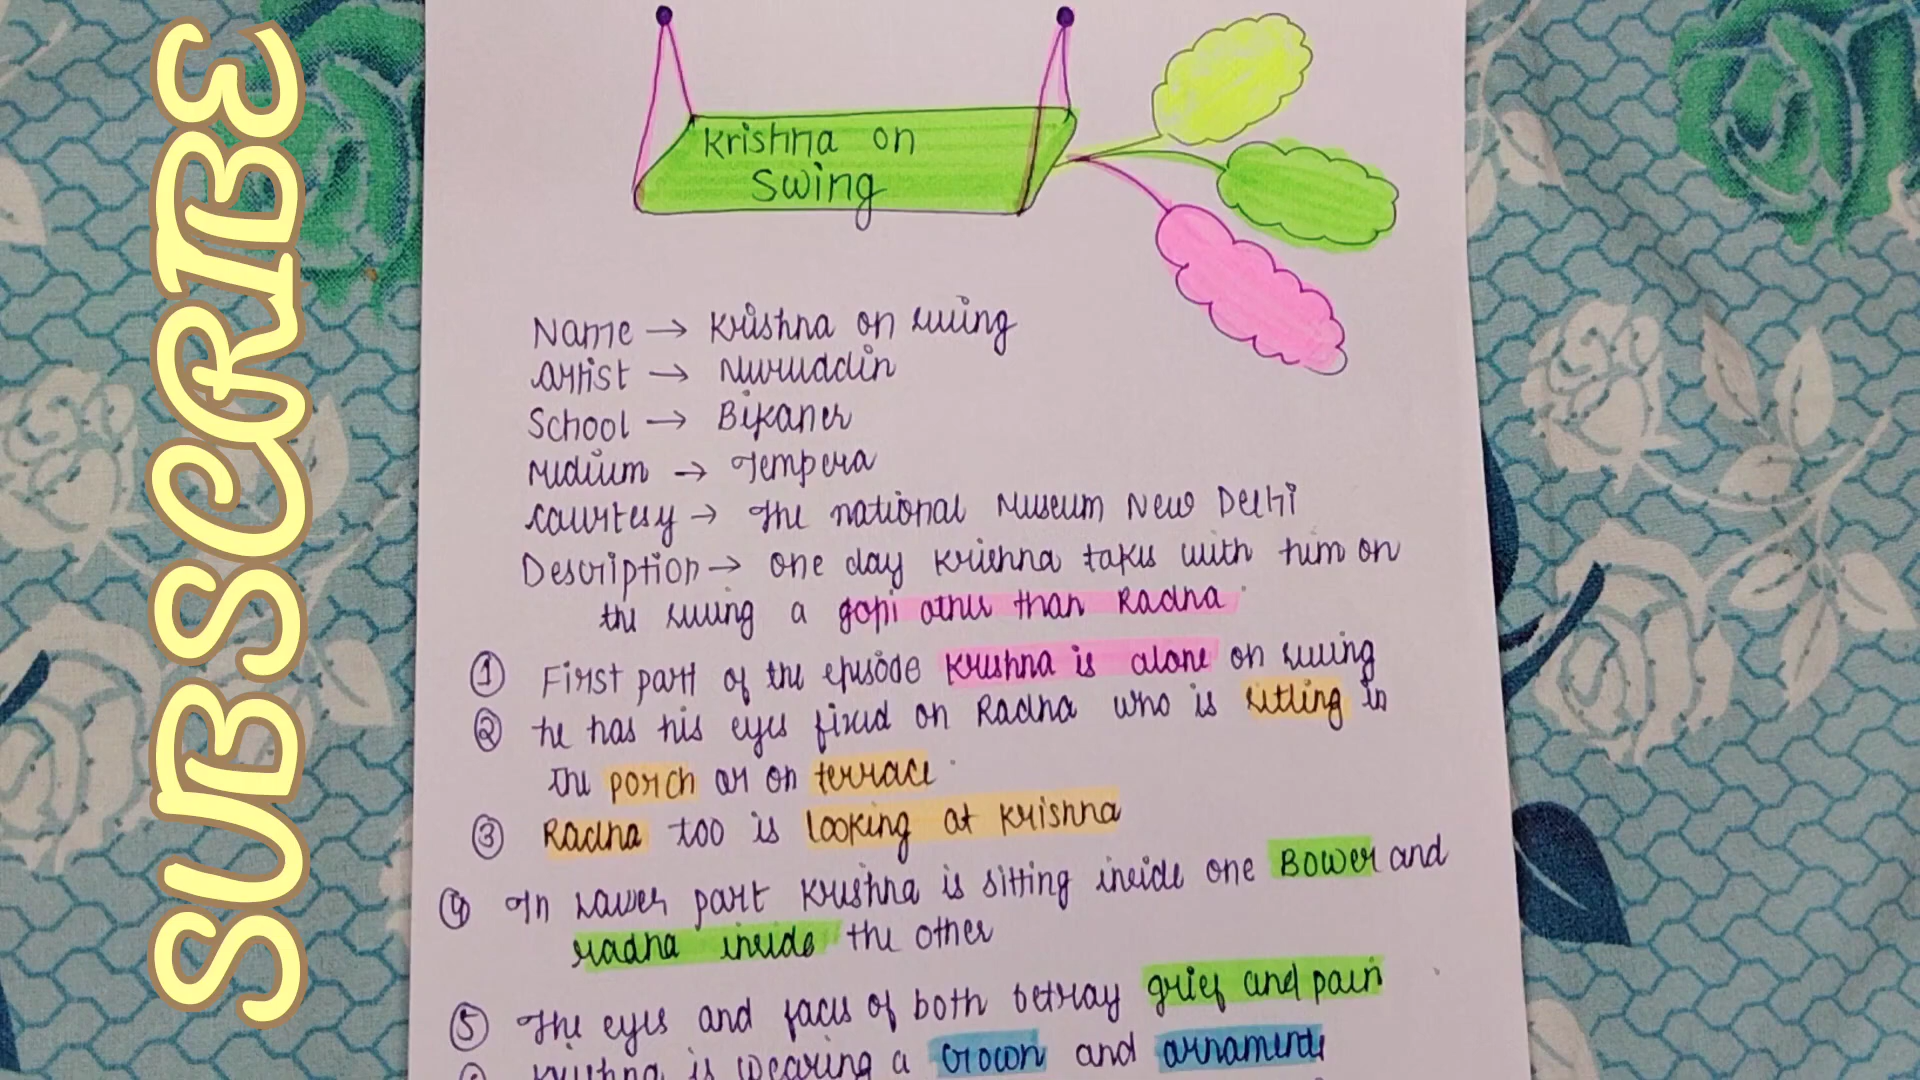 SUBSCRIBE
Krishna on
Swing
Name → Krishna on swing
Artist → Nuruddin
School → Bikaner
Medium → Tempera
Courtesy → The national Museum New Delhi
Description → One day Krishna takes with him on
the swing a gopi other than Radha
① First part of the episode Krishna is alone on swing
② he has his eyes fixed on Radha who is sitting in
the porch or on terrace
③ Radha too is looking at Krishna
④ In lower part Krishna is sitting inside one Bower and
radha inside the other
⑤ The eyes and faces of both betray grief and pain
Krishna is wearing a crown and ornaments